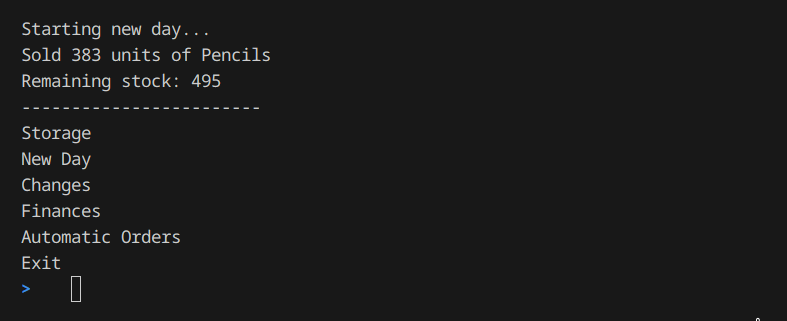 Starting new day...
Sold 383 units of Pencils
Remaining stock: 495
------------------------
Storage
New Day
Changes
Finances
Automatic Orders
Exit
>